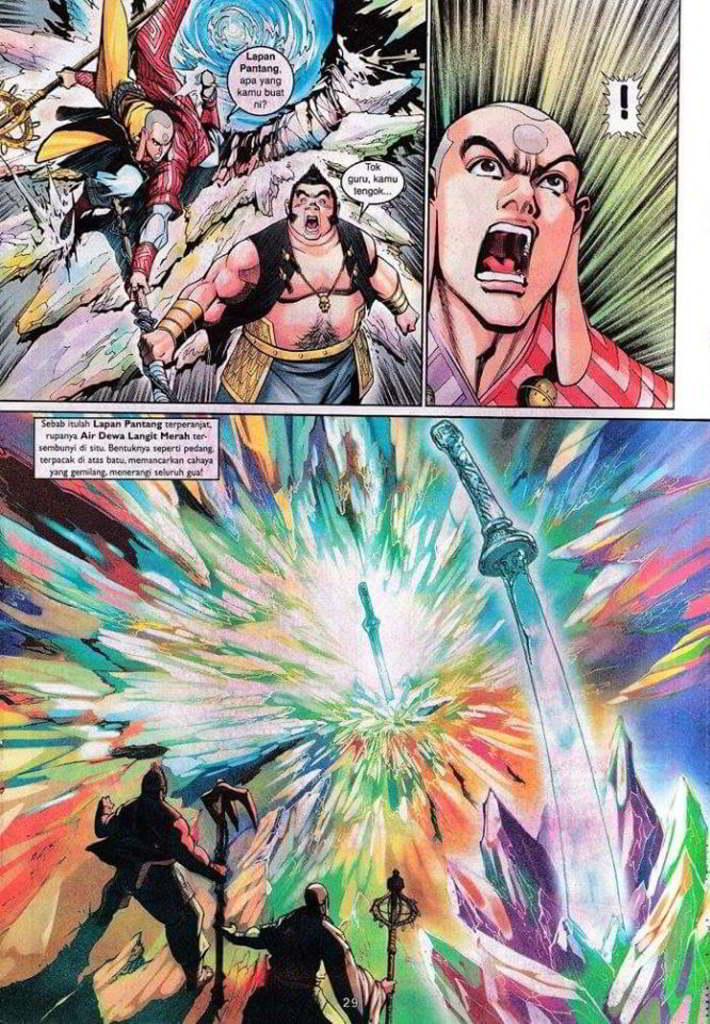 Lapan
Pantang,
apa yang
kamu buat
ni?
Tok
guru, kamu
tengok...
!
Sebab itulah Lapan Pantang terperanjat,
rupanya Air Dewa Langit Merah ter-
sembunyi di situ. Bentuknya seperti pedang,
terpacak di atas batu, memancarkan cahaya
yang gemilang, menerangi seluruh gua!
29